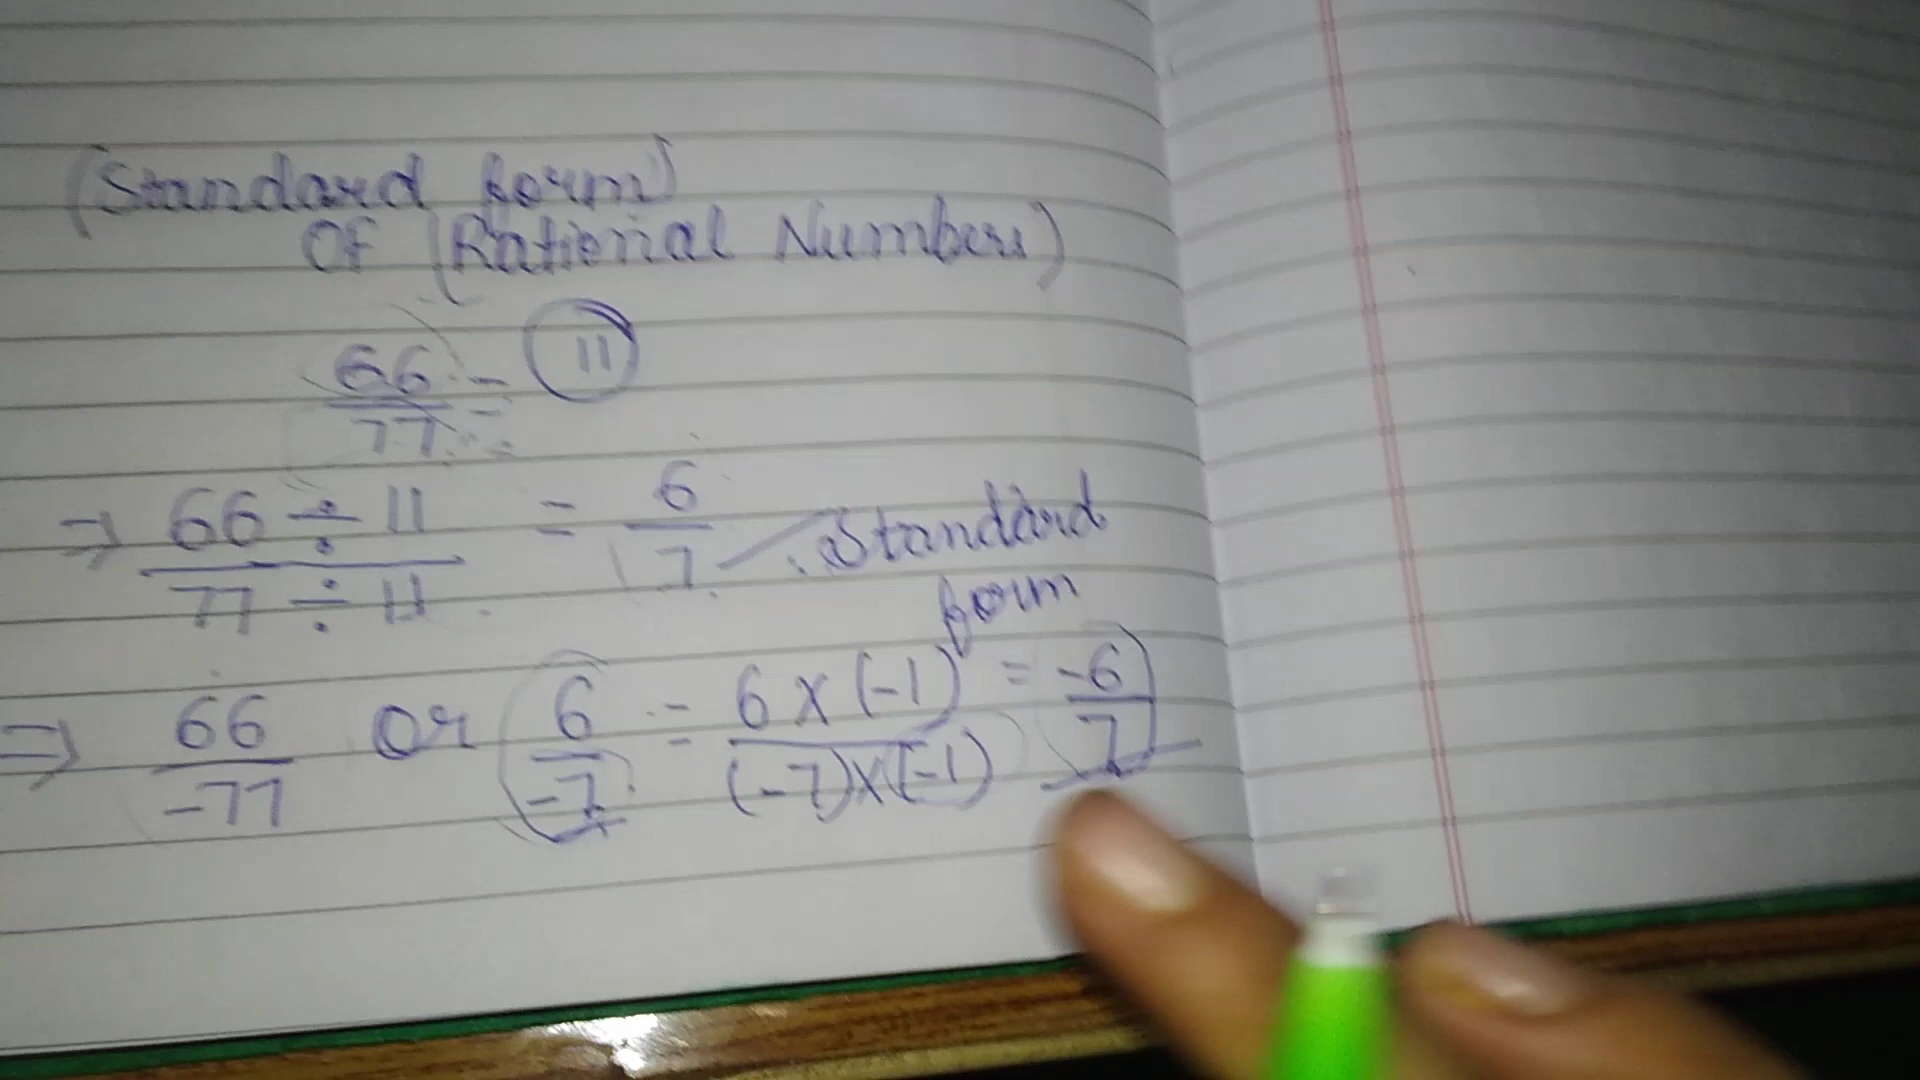 (Standard form)
OF (Rational Numbers)
66/77 = 11
⇒ 66 ÷ 11 / 77 ÷ 11 = 6/7 Standard
form
⇒ 66/-77 or 6/-7 = 6 x (-1) / (-7)x(-1) = -6/7